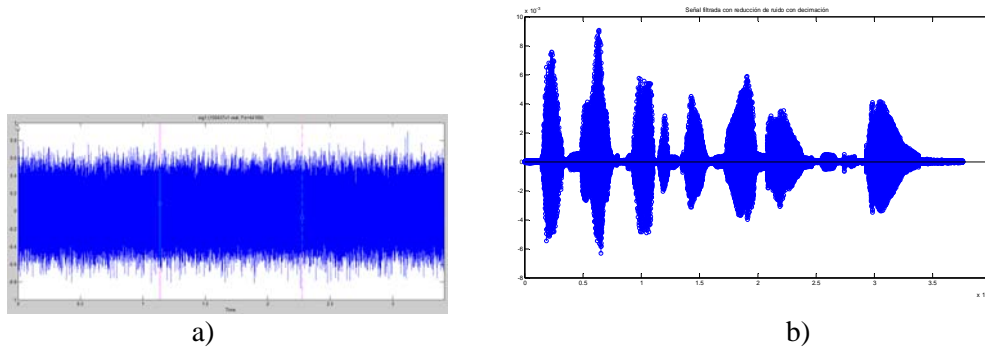 Señal filtrada con reducción de ruido con decimación
x 10⁻³
10
8
6
4
2
0
-2
-4
-6
-8
0 0.5 1 1.5 2 2.5 3 3.5
x 1
Time
a)
b)